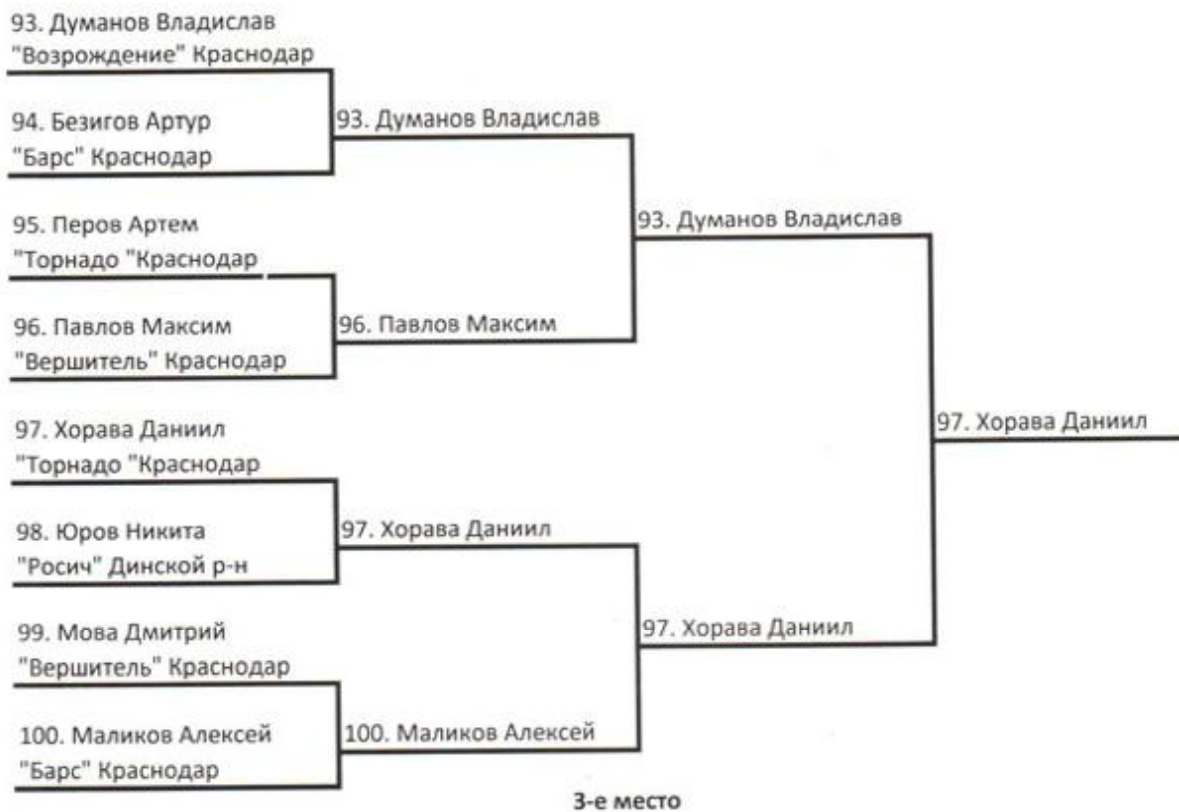 93. Думанов Владислав
"Возрождение" Краснодар
94. Безигов Артур
"Барс" Краснодар
95. Перов Артем
"Торнадо "Краснодар
96. Павлов Максим
"Вершитель" Краснодар
97. Хорава Даниил
"Торнадо "Краснодар
98. Юров Никита
"Росич" Динской р-н
99. Мова Дмитрий
"Вершитель" Краснодар
100. Маликов Алексей
"Барс" Краснодар
93. Думанов Владислав
96. Павлов Максим
97. Хорава Даниил
100. Маликов Алексей
93. Думанов Владислав
97. Хорава Даниил
97. Хорава Даниил
3-е место